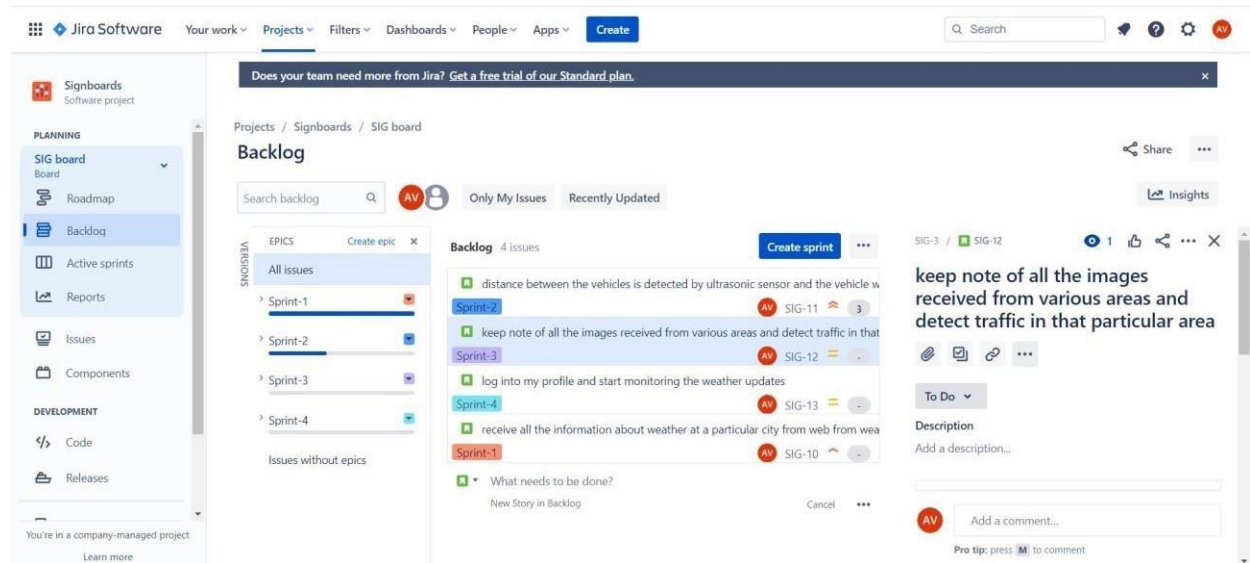 Jira Software Your work Projects Filters Dashboards People Apps Create Search AV
Does your team need more from Jira? Get a free trial of our Standard plan.
Signboards
Software project
PLANNING
SIG board
Board
Roadmap
Backlog
Active sprints
Reports
Issues
Components
DEVELOPMENT
Code
Releases
You're in a company-managed project
Learn more
Projects / Signboards / SIG board
Backlog
Share
Search backlog AV Only My Issues Recently Updated
Insights
VERSIONS
EPICS Create epic
All issues
Sprint-1
Sprint-2
Sprint-3
Sprint-4
Issues without epics
Backlog 4 issues Create sprint
distance between the vehicles is detected by ultrasonic sensor and the vehicle w
Sprint-2 AV SIG-11 3
keep note of all the images received from various areas and detect traffic in that
Sprint-3 AV SIG-12 -
log into my profile and start monitoring the weather updates
Sprint-4 AV SIG-13 -
receive all the information about weather at a particular city from web from wea
Sprint-1 AV SIG-10 -
What needs to be done?
New Story in Backlog Cancel
SIG-3 / SIG-12 1
keep note of all the images
received from various areas and
detect traffic in that particular area
To Do
Description
Add a description...
AV Add a comment...
Pro tip: press M to comment